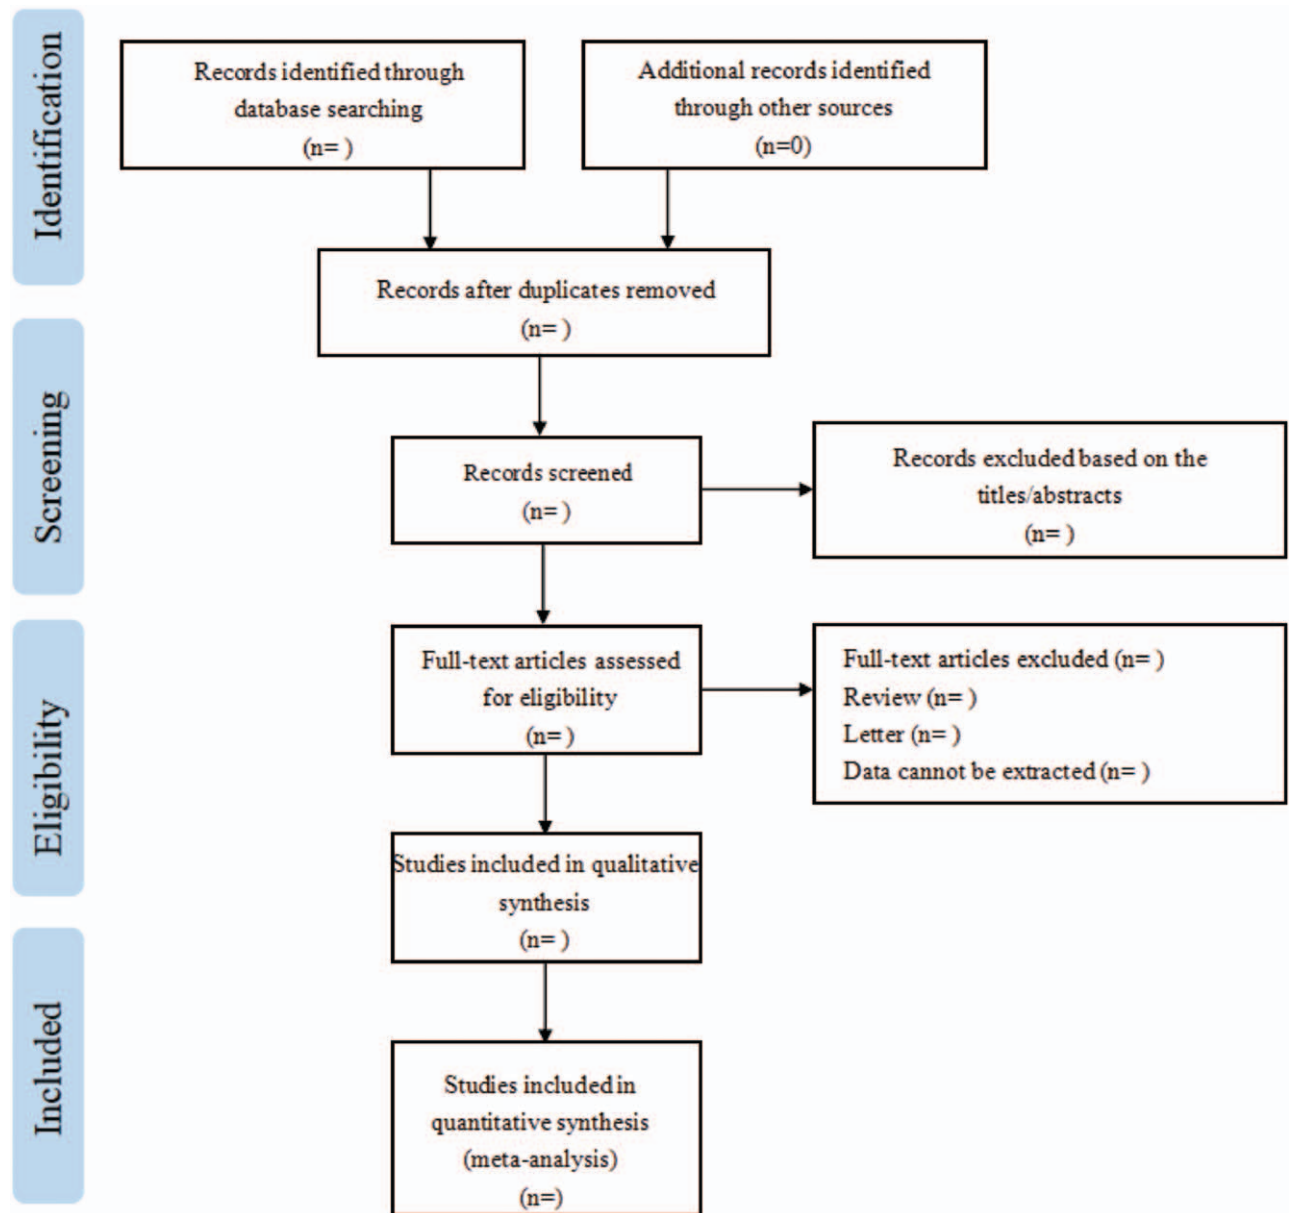 Identification
Records identified through
database searching
(n= )
Additional records identified
through other sources
(n=0)
Records after duplicates removed
(n= )
Screening
Records screened
(n= )
Records excluded based on the
titles/abstracts
(n= )
Eligibility
Full-text articles assessed
for eligibility
(n= )
Full-text articles excluded (n= )
Review (n= )
Letter (n= )
Data cannot be extracted (n= )
Studies included in qualitative
synthesis
(n= )
Included
Studies included in
quantitative synthesis
(meta-analysis)
(n=)